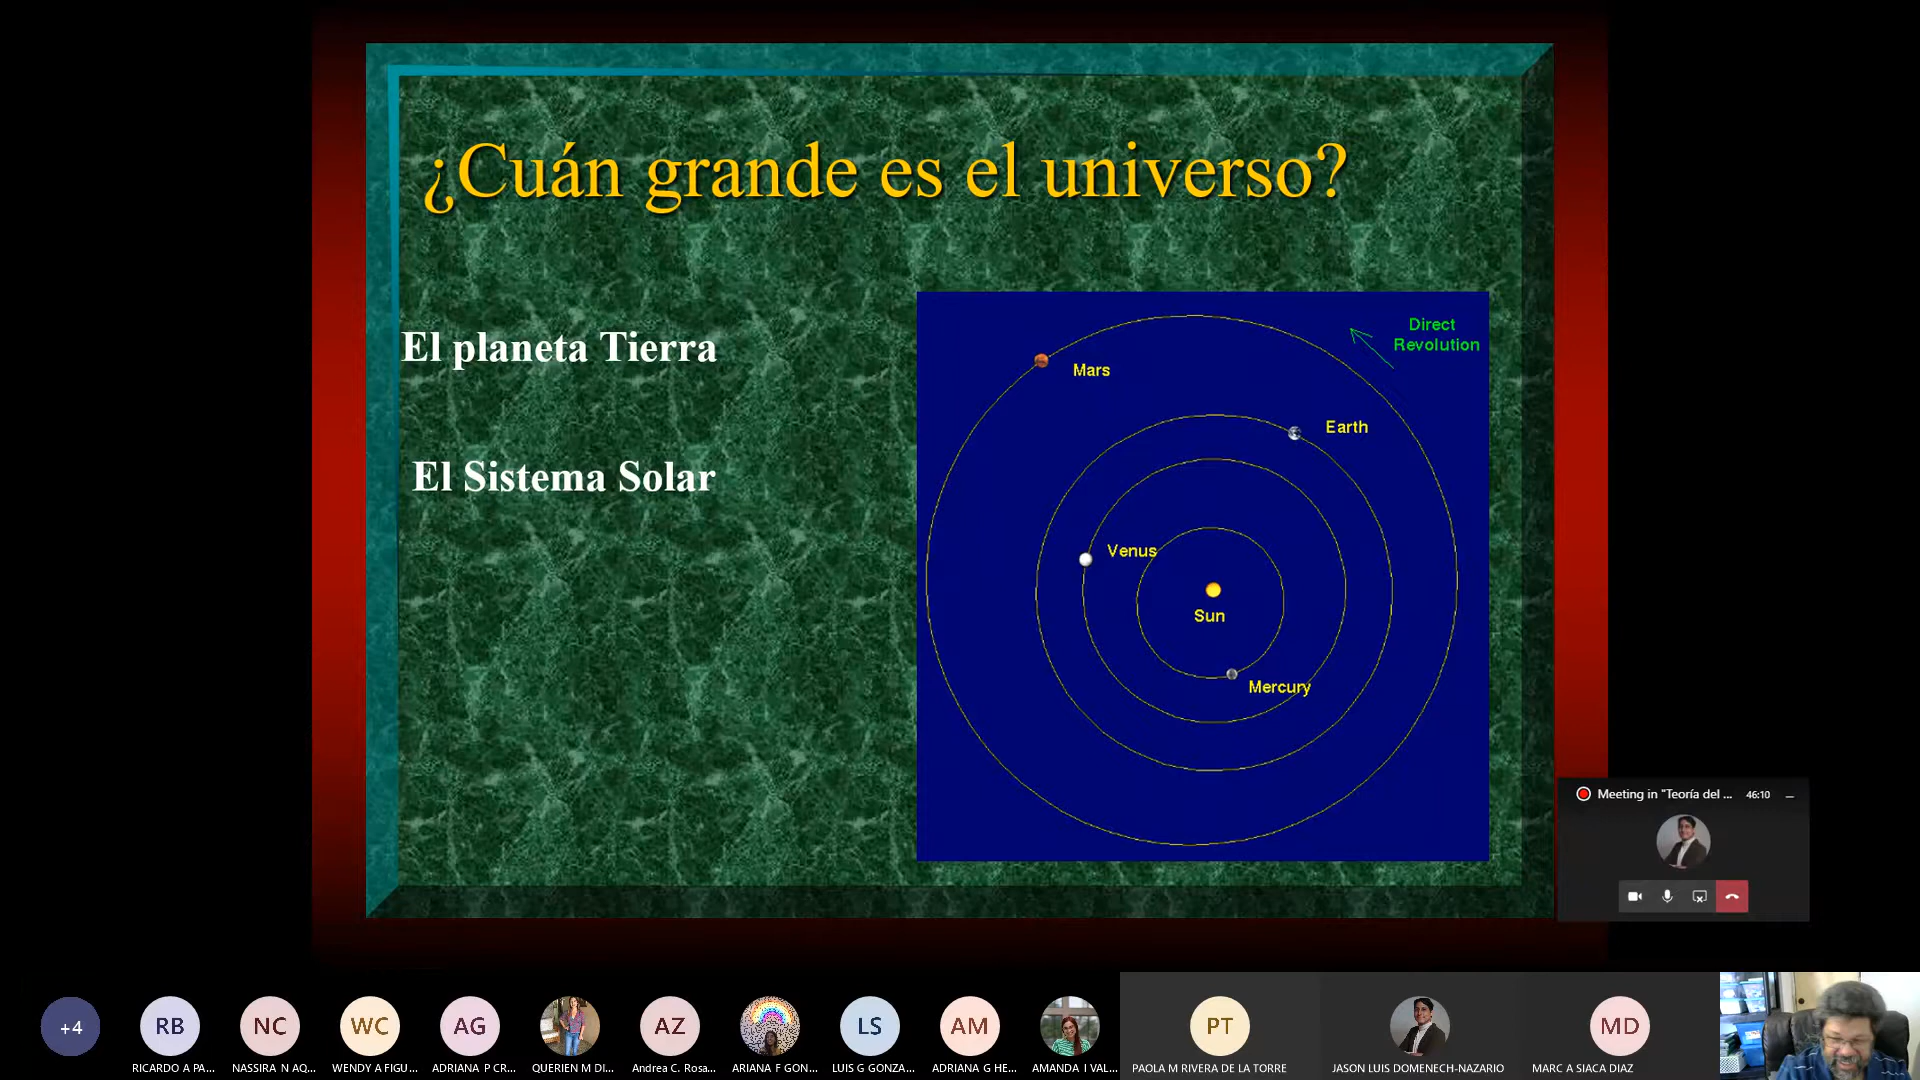 ¿Cuán grande es el universo?
El planeta Tierra
El Sistema Solar
Direct
Revolution
Mars
Earth
Venus
Sun
Mercury
Meeting in "Teoría del ... 46:10
+4 RB NC WC AG AZ LS AM PT MD
RICARDO A PA... NASSIRA N AQ... WENDY A FIGU... ADRIANA P CR... QUERIEN M DI... Andrea C. Rosa... ARIANA F GON... LUIS G GONZA... ADRIANA G HE... AMANDA I VAL... PAOLA M RIVERA DE LA TORRE JASON LUIS DOMENECH-NAZARIO MARC A SIACA DIAZ